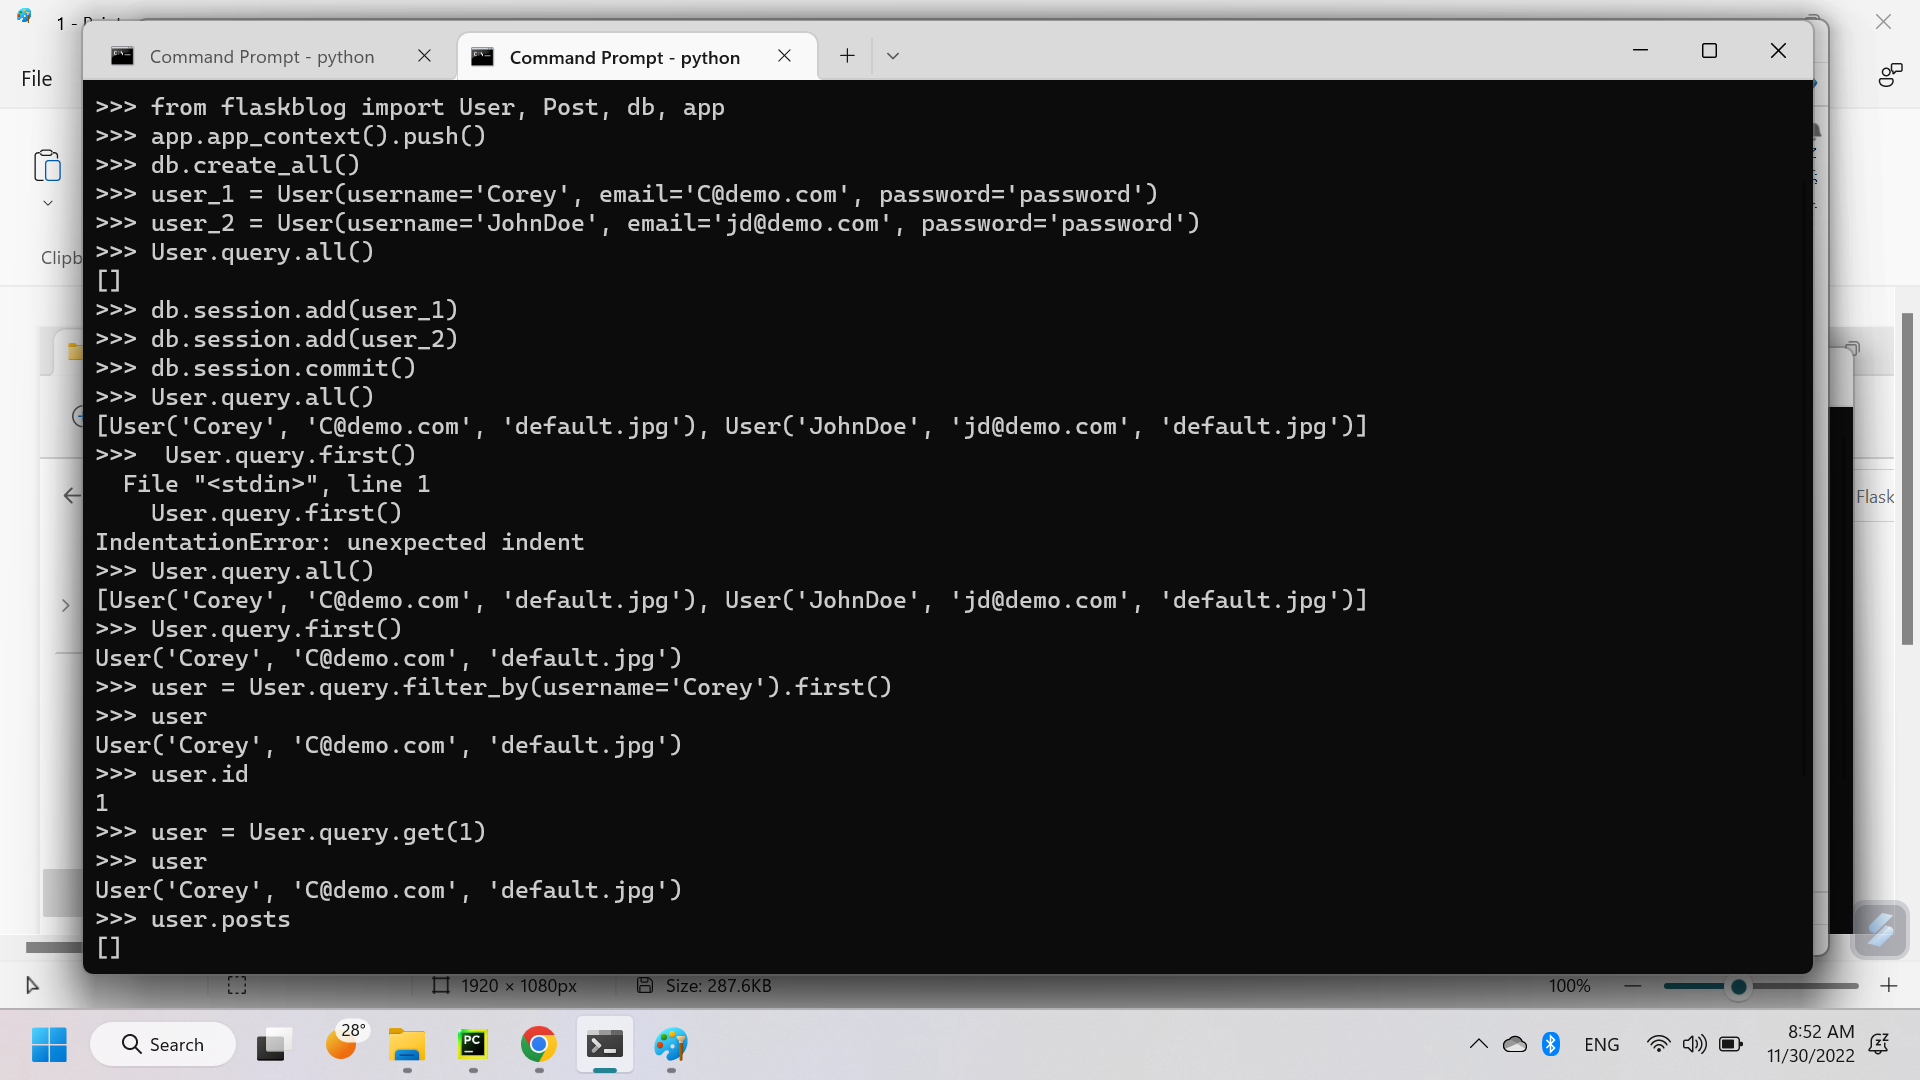 1 - Paint
Command Prompt - python
Command Prompt - python
File
Clipb
>>> from flaskblog import User, Post, db, app
>>> app.app_context().push()
>>> db.create_all()
>>> user_1 = User(username='Corey', email='C@demo.com', password='password')
>>> user_2 = User(username='JohnDoe', email='jd@demo.com', password='password')
>>> User.query.all()
[]
>>> db.session.add(user_1)
>>> db.session.add(user_2)
>>> db.session.commit()
>>> User.query.all()
[User('Corey', 'C@demo.com', 'default.jpg'), User('JohnDoe', 'jd@demo.com', 'default.jpg')]
>>>  User.query.first()
  File "<stdin>", line 1
    User.query.first()
IndentationError: unexpected indent
>>> User.query.all()
[User('Corey', 'C@demo.com', 'default.jpg'), User('JohnDoe', 'jd@demo.com', 'default.jpg')]
>>> User.query.first()
User('Corey', 'C@demo.com', 'default.jpg')
>>> user = User.query.filter_by(username='Corey').first()
>>> user
User('Corey', 'C@demo.com', 'default.jpg')
>>> user.id
1
>>> user = User.query.get(1)
>>> user
User('Corey', 'C@demo.com', 'default.jpg')
>>> user.posts
[]
Flask
1920 × 1080px
Size: 287.6KB
100%
Search
28°
PC
ENG
8:52 AM
11/30/2022